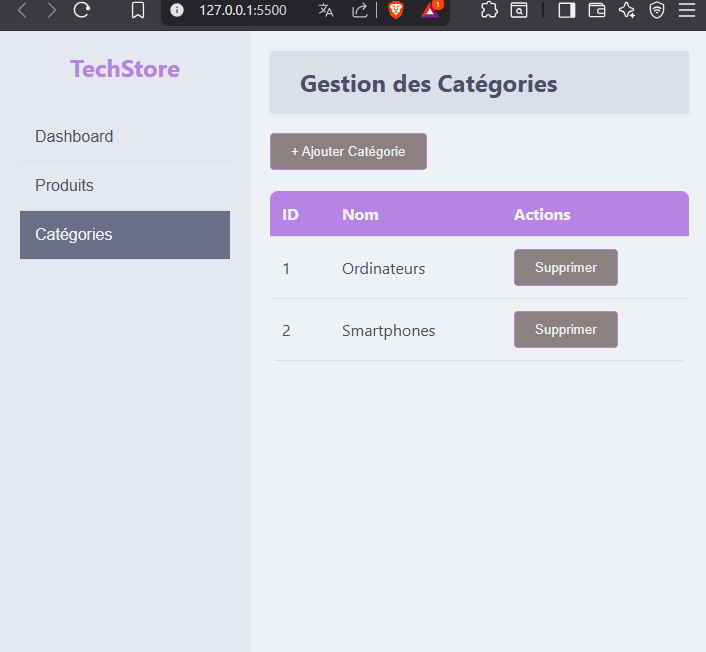 127.0.0.1:5500
1
TechStore
Gestion des Catégories
Dashboard
Produits
Catégories
+ Ajouter Catégorie
ID Nom Actions
1 Ordinateurs Supprimer
2 Smartphones Supprimer